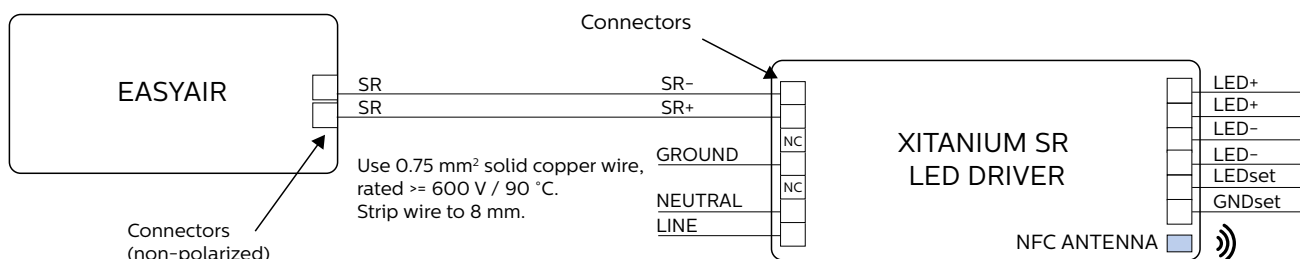 Connectors
EASYAIR
SR
SR-
SR
SR+
NC
GROUND
NC
NEUTRAL
LINE
Use 0.75 mm² solid copper wire,
rated >= 600 V / 90 °C.
Strip wire to 8 mm.
Connectors
(non-polarized)
XITANIUM SR
LED DRIVER
LED+
LED+
LED-
LED-
LEDset
GNDset
NFC ANTENNA